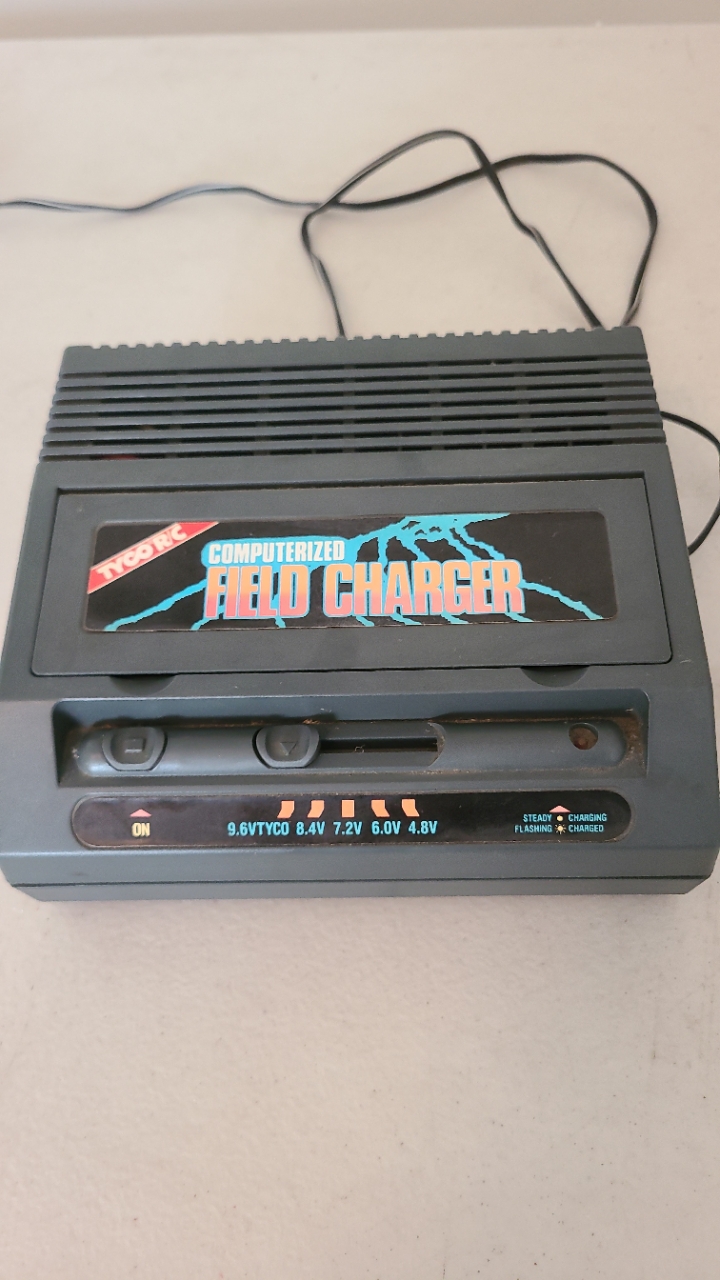 TYCO R/C
COMPUTERIZED
FIELD CHARGER
ON
9.6VTYCO 8.4V 7.2V 6.0V 4.8V
STEADY CHARGING
FLASHING CHARGED